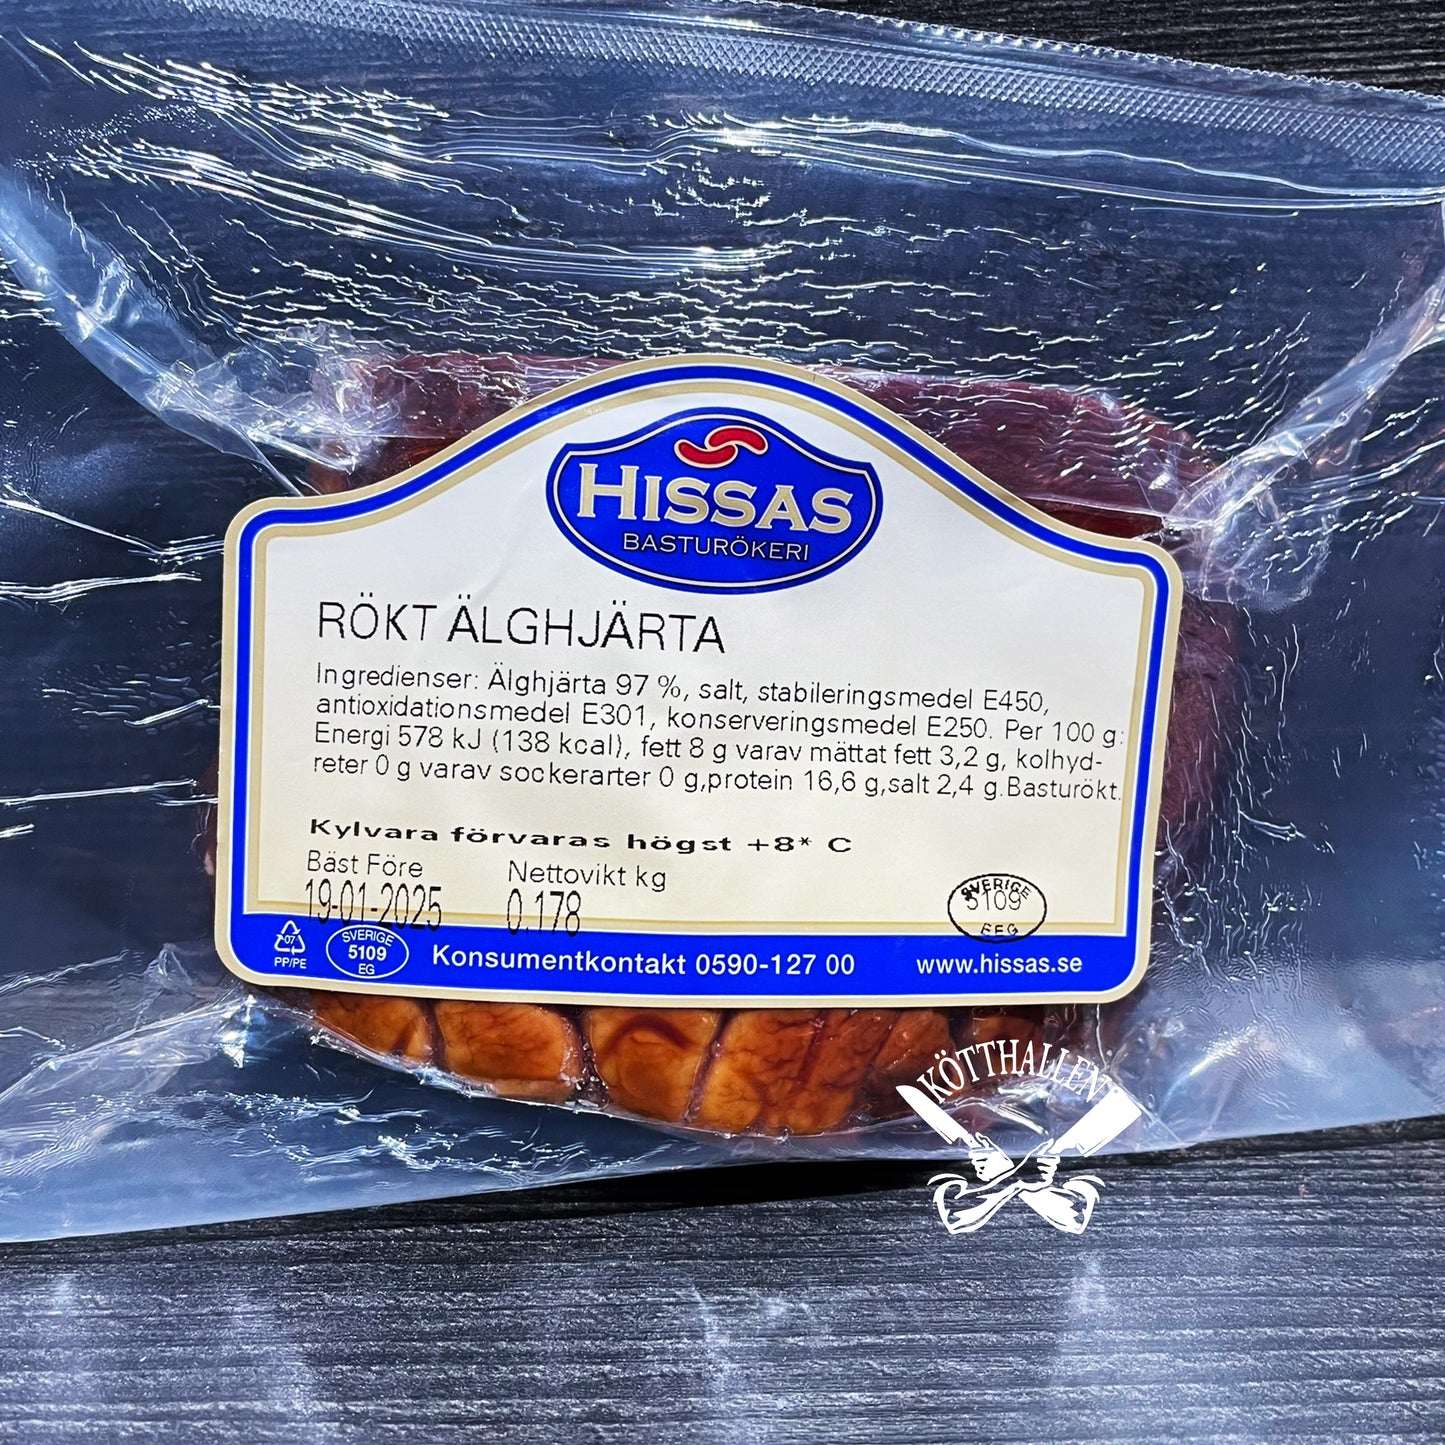 HISSAS
BASTURÖKERI
RÖKT ÄLGHJÄRTA
Ingredienser: Älghjärta 97 %, salt, stabileringsmedel E450,
antioxidationsmedel E301, konserveringsmedel E250. Per 100 g:
Energi 578 kJ (138 kcal), fett 8 g varav mättat fett 3,2 g, kolhyd-
reter 0 g varav sockerarter 0 g,protein 16,6 g,salt 2,4 g.Basturökt.
Kylvara förvaras högst +8* C
Bäst Före Nettovikt kg
19-01-2025 0.178
SVERIGE
5109
EEG
07
PP/PE
SVERIGE
5109
EG
Konsumentkontakt 0590-127 00
www.hissas.se
KÖTTHALLEN